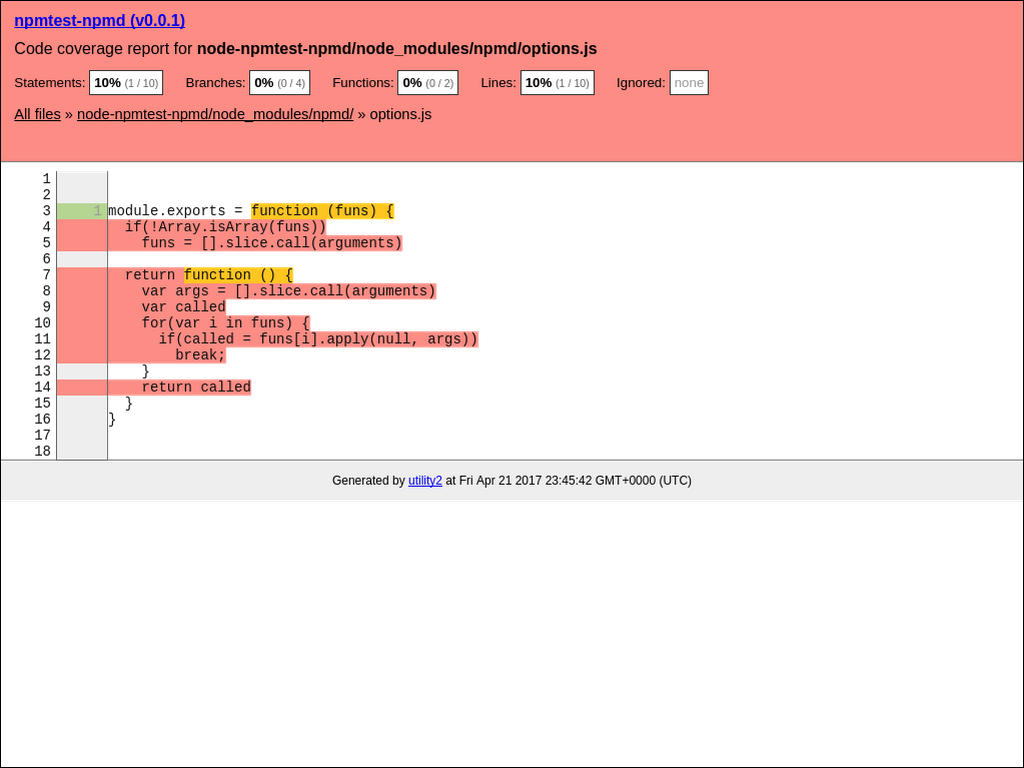 npmtest-npmd (v0.0.1)
Code coverage report for node-npmtest-npmd/node_modules/npmd/options.js
Statements: 10% (1 / 10) Branches: 0% (0 / 4) Functions: 0% (0 / 2) Lines: 10% (1 / 10) Ignored: none
All files » node-npmtest-npmd/node_modules/npmd/ » options.js
1
2
3 1 module.exports = function (funs) {
4   if(!Array.isArray(funs))
5     funs = [].slice.call(arguments)
6
7   return function () {
8     var args = [].slice.call(arguments)
9     var called
10     for(var i in funs) {
11       if(called = funs[i].apply(null, args))
12         break;
13     }
14     return called
15   }
16 }
17
18
Generated by utility2 at Fri Apr 21 2017 23:45:42 GMT+0000 (UTC)